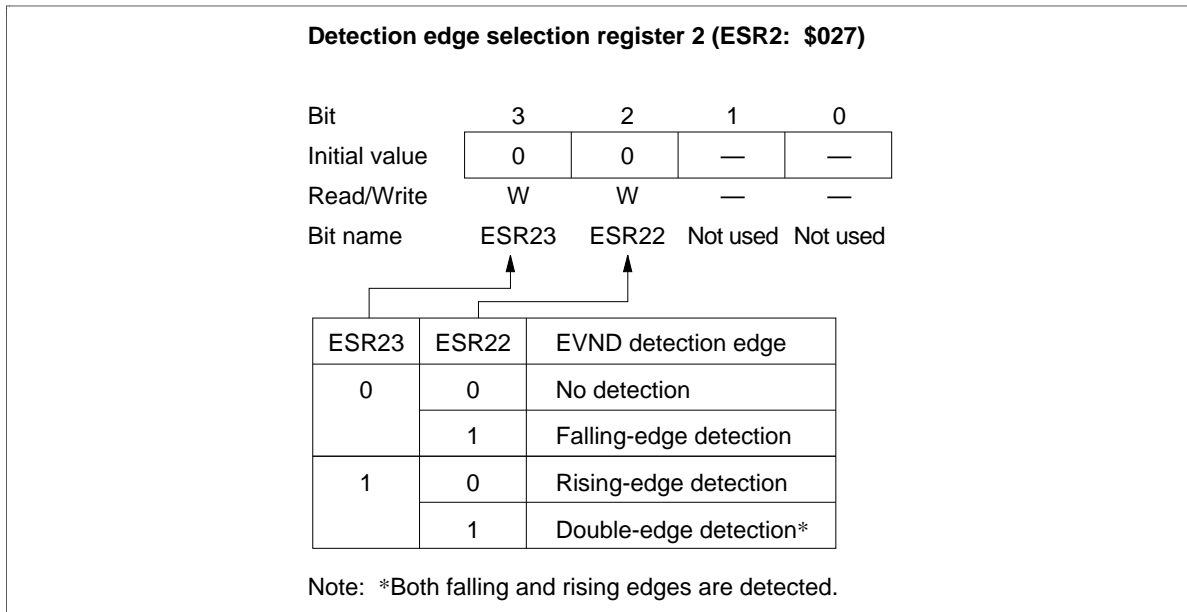 Detection edge selection register 2 (ESR2: $027)
Bit 3 2 1 0
Initial value 0 0 — —
Read/Write W W — —
Bit name ESR23 ESR22 Not used Not used
ESR23 ESR22 EVND detection edge
0 0 No detection
1 Falling-edge detection
1 0 Rising-edge detection
1 Double-edge detection*
Note: *Both falling and rising edges are detected.